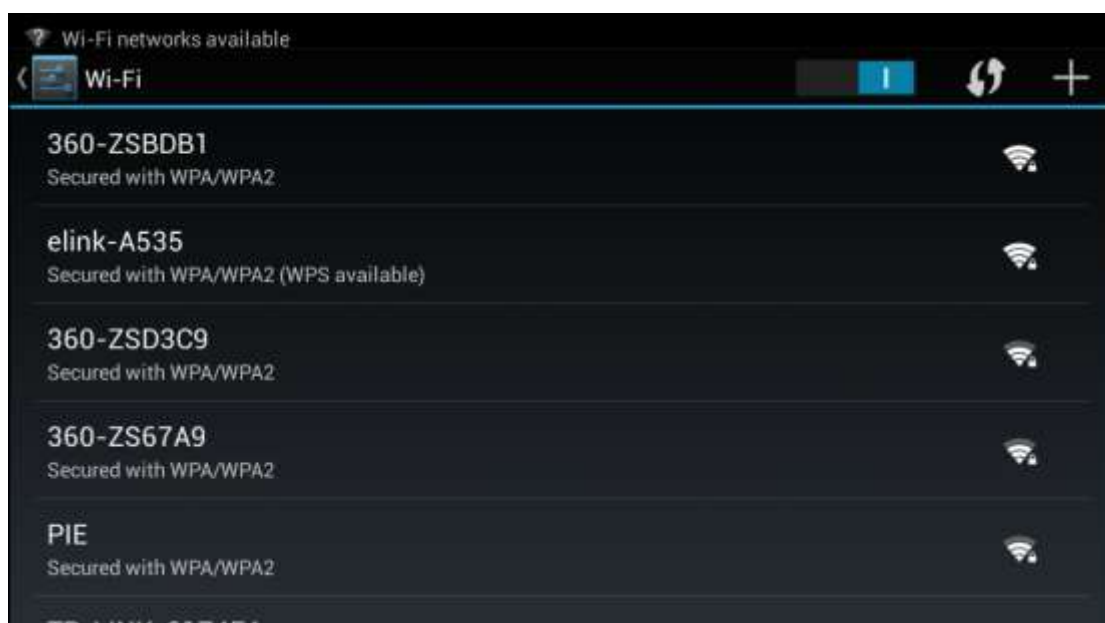 Wi-Fi networks available
Wi-Fi
360-ZSBDB1
Secured with WPA/WPA2
elink-A535
Secured with WPA/WPA2 (WPS available)
360-ZSD3C9
Secured with WPA/WPA2
360-ZS67A9
Secured with WPA/WPA2
PIE
Secured with WPA/WPA2